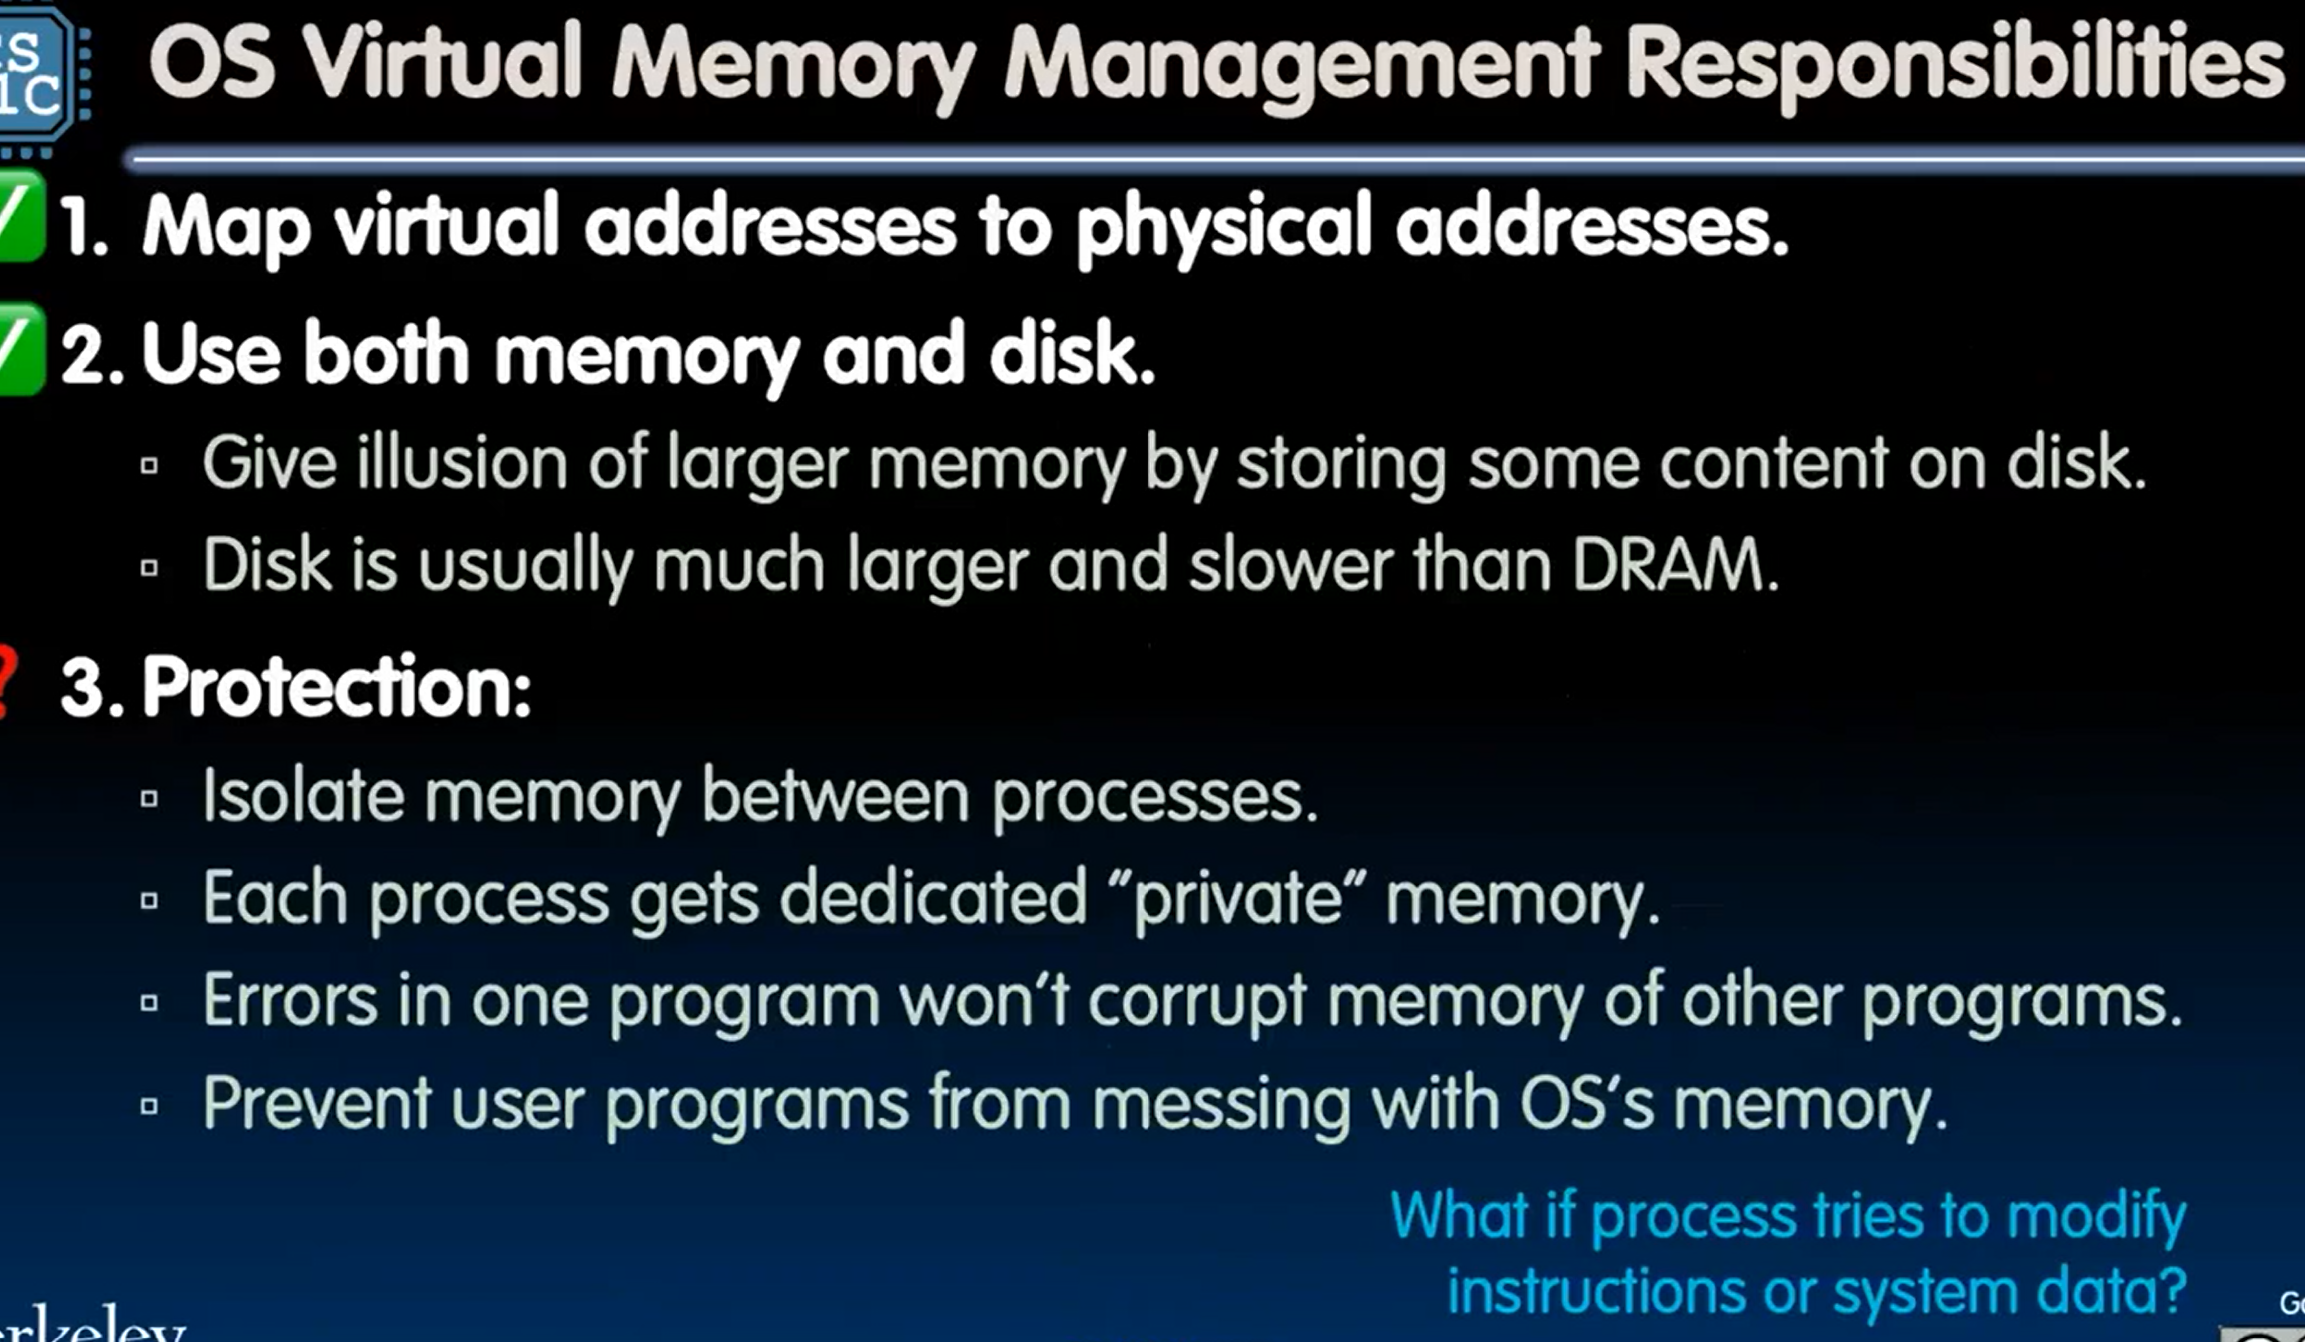 OS Virtual Memory Management Responsibilities
1. Map virtual addresses to physical addresses.
2. Use both memory and disk.
Give illusion of larger memory by storing some content on disk.
Disk is usually much larger and slower than DRAM.
3. Protection:
Isolate memory between processes.
Each process gets dedicated "private" memory.
Errors in one program won't corrupt memory of other programs.
Prevent user programs from messing with OS's memory.
What if process tries to modify
instructions or system data?